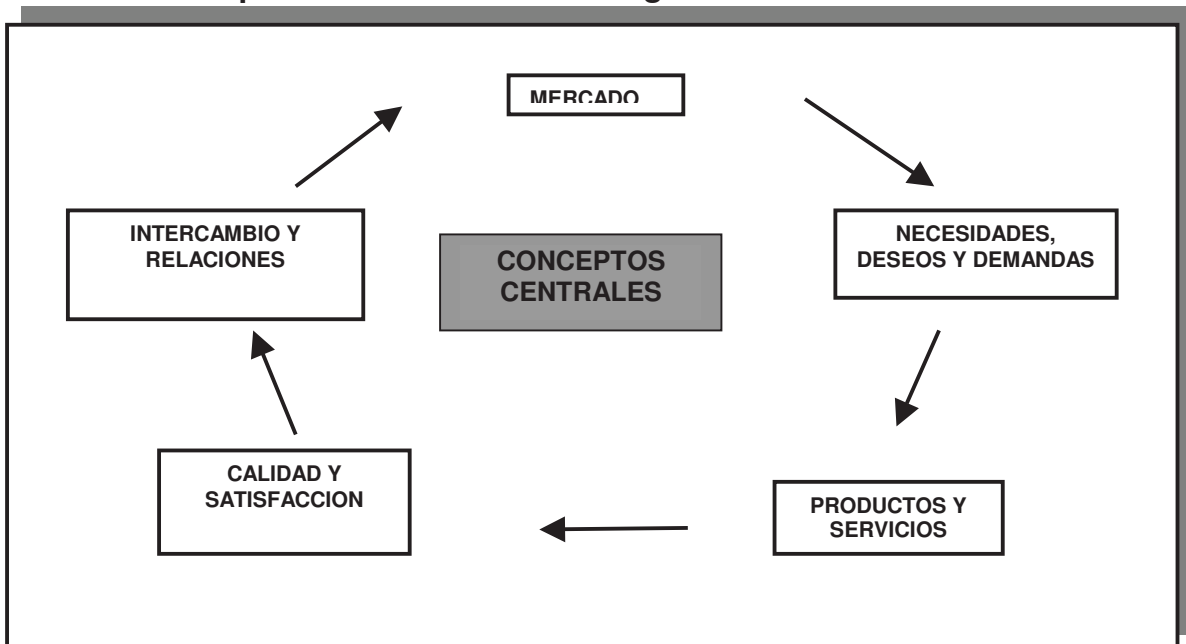 MERCADO
INTERCAMBIO Y
RELACIONES
CONCEPTOS
CENTRALES
NECESIDADES,
DESEOS Y DEMANDAS
CALIDAD Y
SATISFACCION
PRODUCTOS Y
SERVICIOS